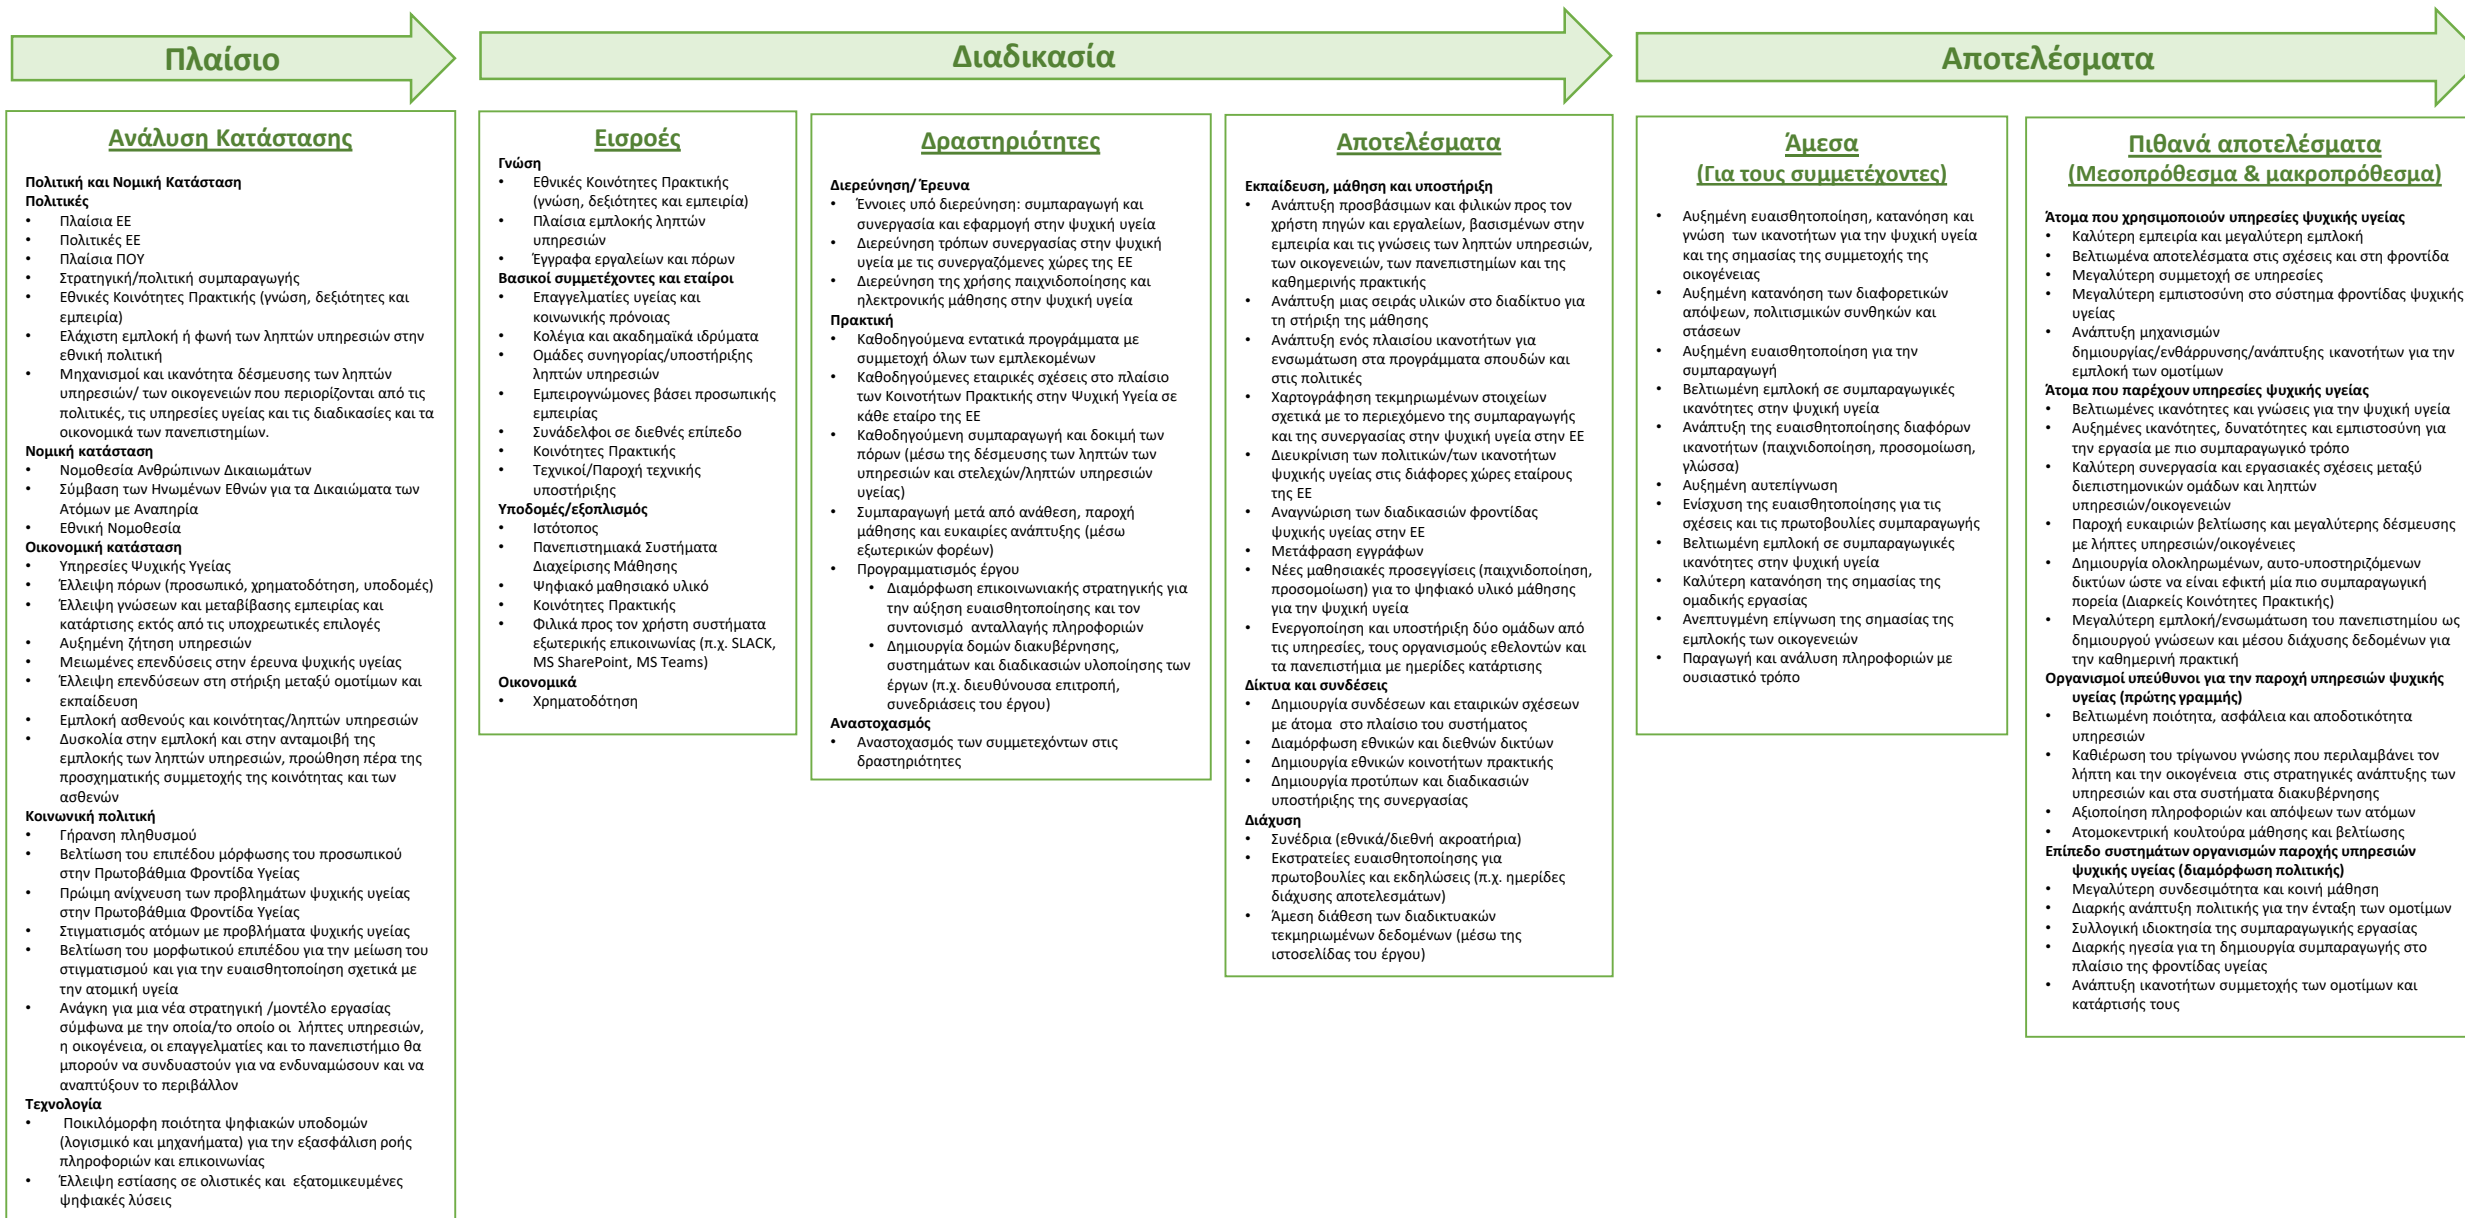 Πλαίσιο
Διαδικασία
Αποτελέσματα
Ανάλυση Κατάστασης
Πολιτική και Νομική Κατάσταση
Πολιτικές
• Πλαίσια ΕΕ
• Πολιτικές ΕΕ
• Πλαίσια ΠΟΥ
• Στρατηγική/πολιτική συμπαραγωγής
• Εθνικές Κοινότητες Πρακτικής (γνώση, δεξιότητες και
εμπειρία)
• Ελάχιστη εμπλοκή ή φωνή των ληπτών υπηρεσιών στην
εθνική πολιτική
• Μηχανισμοί και ικανότητα δέσμευσης των ληπτών
υπηρεσιών/ των οικογενειών που περιορίζονται από τις
πολιτικές, τις υπηρεσίες υγείας και τις διαδικασίες και τα
οικονομικά των πανεπιστημίων.
Νομική κατάσταση
• Νομοθεσία Ανθρώπινων Δικαιωμάτων
• Σύμβαση των Ηνωμένων Εθνών για τα Δικαιώματα των
Ατόμων με Αναπηρία
• Εθνική Νομοθεσία
Οικονομική κατάσταση
• Υπηρεσίες Ψυχικής Υγείας
• Έλλειψη πόρων (προσωπικό, χρηματοδότηση, υποδομές)
• Έλλειψη γνώσεων και μεταβίβασης εμπειρίας και
κατάρτισης εκτός από τις υποχρεωτικές επιλογές
• Αυξημένη ζήτηση υπηρεσιών
• Μειωμένες επενδύσεις στην έρευνα ψυχικής υγείας
• Έλλειψη επενδύσεων στη στήριξη μεταξύ ομοτίμων και
εκπαίδευση
• Εμπλοκή ασθενούς και κοινότητας/ληπτών υπηρεσιών
• Δυσκολία στην εμπλοκή και στην ανταμοιβή της
εμπλοκής των ληπτών υπηρεσιών, προώθηση πέρα της
προσχηματικής συμμετοχής της κοινότητας και των
ασθενών
Κοινωνική πολιτική
• Γήρανση πληθυσμού
• Βελτίωση του επιπέδου μόρφωσης του προσωπικού
στην Πρωτοβάθμια Φροντίδα Υγείας
• Πρώιμη ανίχνευση των προβλημάτων ψυχικής υγείας
στην Πρωτοβάθμια Φροντίδα Υγείας
• Στιγματισμός ατόμων με προβλήματα ψυχικής υγείας
• Βελτίωση του μορφωτικού επιπέδου για την μείωση του
στιγματισμού και για την ευαισθητοποίηση σχετικά με
την ατομική υγεία
• Ανάγκη για μια νέα στρατηγική /μοντέλο εργασίας
σύμφωνα με την οποία/το οποίο οι λήπτες υπηρεσιών,
η οικογένεια, οι επαγγελματίες και το πανεπιστήμιο θα
μπορούν να συνδυαστούν για να ενδυναμώσουν και να
αναπτύξουν το περιβάλλον
Τεχνολογία
• Ποικιλόμορφη ποιότητα ψηφιακών υποδομών
(λογισμικό και μηχανήματα) για την εξασφάλιση ροής
πληροφοριών και επικοινωνίας
• Έλλειψη εστίασης σε ολιστικές και εξατομικευμένες
ψηφιακές λύσεις
Εισροές
Γνώση
• Εθνικές Κοινότητες Πρακτικής
(γνώση, δεξιότητες και εμπειρία)
• Πλαίσια εμπλοκής ληπτών
υπηρεσιών
• Έγγραφα εργαλείων και πόρων
Βασικοί συμμετέχοντες και εταίροι
• Επαγγελματίες υγείας και
κοινωνικής πρόνοιας
• Κολέγια και ακαδημαϊκά ιδρύματα
• Ομάδες συνηγορίας/υποστήριξης
ληπτών υπηρεσιών
• Εμπειρογνώμονες βάσει προσωπικής
εμπειρίας
• Συνάδελφοι σε διεθνές επίπεδο
• Κοινότητες Πρακτικής
• Τεχνικοί/Παροχή τεχνικής
υποστήριξης
Υποδομές/εξοπλισμός
• Ιστότοπος
• Πανεπιστημιακά Συστήματα
Διαχείρισης Μάθησης
• Ψηφιακό μαθησιακό υλικό
• Κοινότητες Πρακτικής
• Φιλικά προς τον χρήστη συστήματα
εξωτερικής επικοινωνίας (π.χ. SLACK,
MS SharePoint, MS Teams)
Οικονομικά
• Χρηματοδότηση
Δραστηριότητες
Διερεύνηση/ Έρευνα
• Έννοιες υπό διερεύνηση: συμπαραγωγή και
συνεργασία και εφαρμογή στην ψυχική υγεία
• Διερεύνηση τρόπων συνεργασίας στην ψυχική
υγεία με τις συνεργαζόμενες χώρες της ΕΕ
• Διερεύνηση της χρήσης παιχνιδοποίησης και
ηλεκτρονικής μάθησης στην ψυχική υγεία
Πρακτική
• Καθοδηγούμενα εντατικά προγράμματα με
συμμετοχή όλων των εμπλεκομένων
• Καθοδηγούμενες εταιρικές σχέσεις στο πλαίσιο
των Κοινοτήτων Πρακτικής στην Ψυχική Υγεία σε
κάθε εταίρο της ΕΕ
• Καθοδηγούμενη συμπαραγωγή και δοκιμή των
πόρων (μέσω της δέσμευσης των ληπτών των
υπηρεσιών και στελεχών/ληπτών υπηρεσιών
υγείας)
• Συμπαραγωγή μετά από ανάθεση, παροχή
μάθησης και ευκαιρίες ανάπτυξης (μέσω
εξωτερικών φορέων)
• Προγραμματισμός έργου
• Διαμόρφωση επικοινωνιακής στρατηγικής για
την αύξηση ευαισθητοποίησης και τον
συντονισμό ανταλλαγής πληροφοριών
• Δημιουργία δομών διακυβέρνησης,
συστημάτων και διαδικασιών υλοποίησης των
έργων (π.χ. διευθύνουσα επιτροπή,
συνεδριάσεις του έργου)
Αναστοχασμός
• Αναστοχασμός των συμμετεχόντων στις
δραστηριότητες
Αποτελέσματα
Εκπαίδευση, μάθηση και υποστήριξη
• Ανάπτυξη προσβάσιμων και φιλικών προς τον
χρήστη πηγών και εργαλείων, βασισμένων στην
εμπειρία και τις γνώσεις των ληπτών υπηρεσιών,
των οικογενειών, των πανεπιστημίων και της
καθημερινής πρακτικής
• Ανάπτυξη μιας σειράς υλικών στο διαδίκτυο για
τη στήριξη της μάθησης
• Ανάπτυξη ενός πλαισίου ικανοτήτων για
ενσωμάτωση στα προγράμματα σπουδών και
στις πολιτικές
• Χαρτογράφηση τεκμηριωμένων στοιχείων
σχετικά με το περιεχόμενο της συμπαραγωγής
και της συνεργασίας στην ψυχική υγεία στην ΕΕ
• Διευκρίνιση των πολιτικών/των ικανοτήτων
ψυχικής υγείας στις διάφορες χώρες εταίρους
της ΕΕ
• Αναγνώριση των διαδικασιών φροντίδας
ψυχικής υγείας στην ΕΕ
• Μετάφραση εγγράφων
• Νέες μαθησιακές προσεγγίσεις (παιχνιδοποίηση,
προσομοίωση) για το ψηφιακό υλικό μάθησης
για την ψυχική υγεία
• Ενεργοποίηση και υποστήριξη δύο ομάδων από
τις υπηρεσίες, τους οργανισμούς εθελοντών και
τα πανεπιστήμια με ημερίδες κατάρτισης
Δίκτυα και συνδέσεις
• Δημιουργία συνδέσεων και εταιρικών σχέσεων
με άτομα στο πλαίσιο του συστήματος
• Διαμόρφωση εθνικών και διεθνών δικτύων
• Δημιουργία εθνικών κοινοτήτων πρακτικής
• Δημιουργία προτύπων και διαδικασιών
υποστήριξης της συνεργασίας
Διάχυση
• Συνέδρια (εθνικά/διεθνή ακροατήρια)
• Εκστρατείες ευαισθητοποίησης για
πρωτοβουλίες και εκδηλώσεις (π.χ. ημερίδες
διάχυσης αποτελεσμάτων)
• Άμεση διάθεση των διαδικτυακών
τεκμηριωμένων δεδομένων (μέσω της
ιστοσελίδας του έργου)
Άμεσα
(Για τους συμμετέχοντες)
• Αυξημένη ευαισθητοποίηση, κατανόηση και
γνώση των ικανοτήτων για την ψυχική υγεία
και της σημασίας της συμμετοχής της
οικογένειας
• Αυξημένη κατανόηση των διαφορετικών
απόψεων, πολιτισμικών συνθηκών και
στάσεων
• Αυξημένη ευαισθητοποίηση για την
συμπαραγωγή
• Βελτιωμένη εμπλοκή σε συμπαραγωγικές
ικανότητες στην ψυχική υγεία
• Ανάπτυξη της ευαισθητοποίησης διαφόρων
ικανοτήτων (παιχνιδοποίηση, προσομοίωση,
γλώσσα)
• Αυξημένη αυτεπίγνωση
• Ενίσχυση της ευαισθητοποίησης για τις
σχέσεις και τις πρωτοβουλίες συμπαραγωγής
• Βελτιωμένη εμπλοκή σε συμπαραγωγικές
ικανότητες στην ψυχική υγεία
• Καλύτερη κατανόηση της σημασίας της
ομαδικής εργασίας
• Ανεπτυγμένη επίγνωση της σημασίας της
εμπλοκής των οικογενειών
• Παραγωγή και ανάλυση πληροφοριών με
ουσιαστικό τρόπο
Πιθανά αποτελέσματα
(Μεσοπρόθεσμα & μακροπρόθεσμα)
Άτομα που χρησιμοποιούν υπηρεσίες ψυχικής υγείας
• Καλύτερη εμπειρία και μεγαλύτερη εμπλοκή
• Βελτιωμένα αποτελέσματα στις σχέσεις και στη φροντίδα
• Μεγαλύτερη συμμετοχή σε υπηρεσίες
• Μεγαλύτερη εμπιστοσύνη στο σύστημα φροντίδας ψυχικής
υγείας
• Ανάπτυξη μηχανισμών
δημιουργίας/ενθάρρυνσης/ανάπτυξης ικανοτήτων για την
εμπλοκή των ομοτίμων
Άτομα που παρέχουν υπηρεσίες ψυχικής υγείας
• Βελτιωμένες ικανότητες και γνώσεις για την ψυχική υγεία
• Αυξημένες ικανότητες, δυνατότητες και εμπιστοσύνη για
την εργασία με πιο συμπαραγωγικό τρόπο
• Καλύτερη συνεργασία και εργασιακές σχέσεις μεταξύ
διεπιστημονικών ομάδων και ληπτών
υπηρεσιών/οικογενειών
• Παροχή ευκαιριών βελτίωσης και μεγαλύτερης δέσμευσης
με λήπτες υπηρεσιών/οικογένειες
• Δημιουργία ολοκληρωμένων, αυτο-υποστηριζόμενων
δικτύων ώστε να είναι εφικτή μία πιο συμπαραγωγική
πορεία (Διαρκείς Κοινότητες Πρακτικής)
• Μεγαλύτερη εμπλοκή/ενσωμάτωση του πανεπιστημίου ως
δημιουργού γνώσεων και μέσου διάχυσης δεδομένων για
την καθημερινή πρακτική
Οργανισμοί υπεύθυνοι για την παροχή υπηρεσιών ψυχικής
υγείας (πρώτης γραμμής)
• Βελτιωμένη ποιότητα, ασφάλεια και αποδοτικότητα
υπηρεσιών
• Καθιέρωση του τρίγωνου γνώσης που περιλαμβάνει τον
λήπτη και την οικογένεια στις στρατηγικές ανάπτυξης των
υπηρεσιών και στα συστήματα διακυβέρνησης
• Αξιοποίηση πληροφοριών και απόψεων των ατόμων
• Ατομοκεντρική κουλτούρα μάθησης και βελτίωσης
Επίπεδο συστημάτων οργανισμών παροχής υπηρεσιών
ψυχικής υγείας (διαμόρφωση πολιτικής)
• Μεγαλύτερη συνδεσιμότητα και κοινή μάθηση
• Διαρκής ανάπτυξη πολιτικής για την ένταξη των ομοτίμων
• Συλλογική ιδιοκτησία της συμπαραγωγικής εργασίας
• Διαρκής ηγεσία για τη δημιουργία συμπαραγωγής στο
πλαίσιο της φροντίδας υγείας
• Ανάπτυξη ικανοτήτων συμμετοχής των ομοτίμων και
κατάρτισής τους